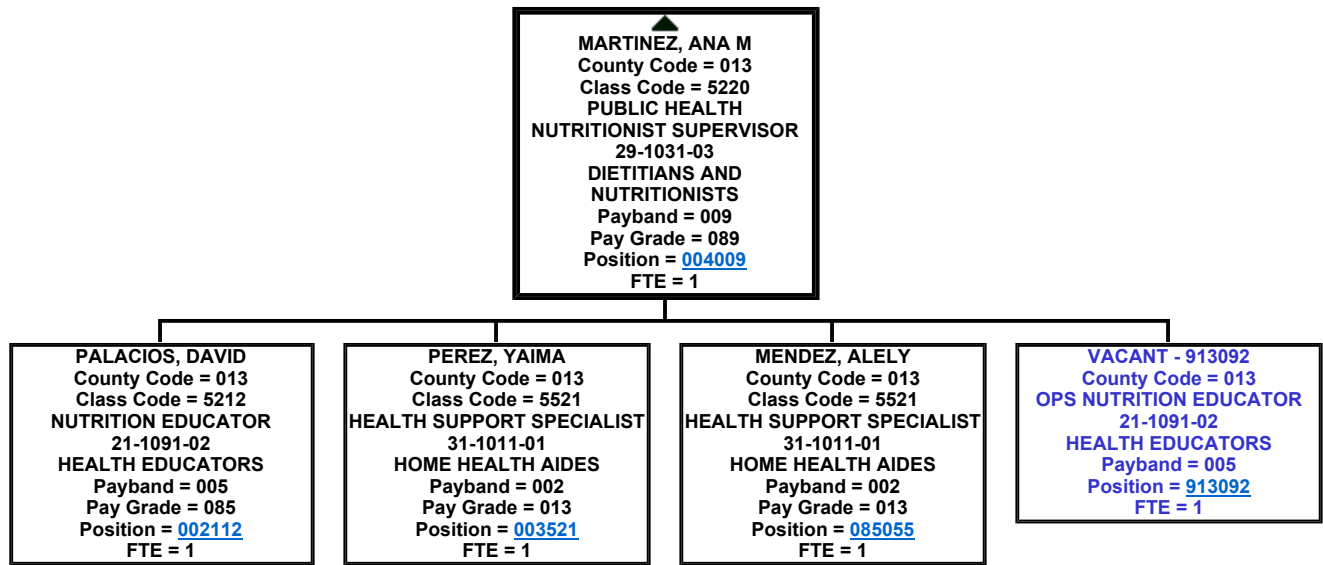 MARTINEZ, ANA M
County Code = 013
Class Code = 5220
PUBLIC HEALTH
NUTRITIONIST SUPERVISOR
29-1031-03
DIETITIANS AND
NUTRITIONISTS
Payband = 009
Pay Grade = 089
Position = 004009
FTE = 1
PALACIOS, DAVID
County Code = 013
Class Code = 5212
NUTRITION EDUCATOR
21-1091-02
HEALTH EDUCATORS
Payband = 005
Pay Grade = 085
Position = 002112
FTE = 1
PEREZ, YAIMA
County Code = 013
Class Code = 5521
HEALTH SUPPORT SPECIALIST
31-1011-01
HOME HEALTH AIDES
Payband = 002
Pay Grade = 013
Position = 003521
FTE = 1
MENDEZ, ALELY
County Code = 013
Class Code = 5521
HEALTH SUPPORT SPECIALIST
31-1011-01
HOME HEALTH AIDES
Payband = 002
Pay Grade = 013
Position = 085055
FTE = 1
VACANT - 913092
County Code = 013
OPS NUTRITION EDUCATOR
21-1091-02
HEALTH EDUCATORS
Payband = 005
Position = 913092
FTE = 1